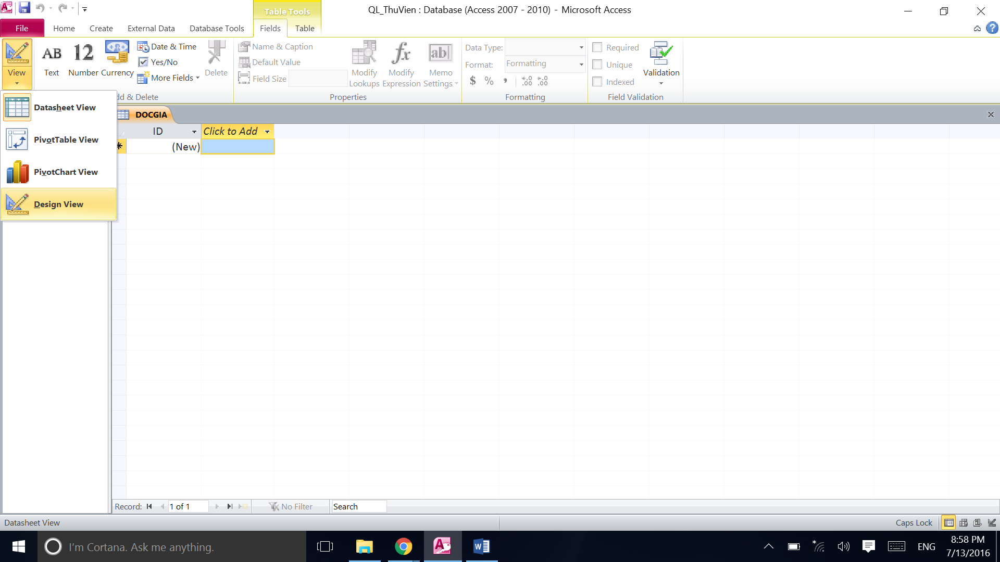 QL_ThuVien : Database (Access 2007 - 2010) - Microsoft Access
Table Tools
File Home Create External Data Database Tools Fields Table
View
AB Text
12 Number
Currency
Date & Time
Yes/No
More Fields
Delete
dd & Delete
Name & Caption
Default Value
Field Size
Modify Lookups
fx Modify Expression
ab Memo Settings
Properties
Data Type:
Format: Formatting
$ % , .00 .00
Formatting
Required
Unique
Indexed
Validation
Field Validation
Datasheet View
PivotTable View
PivotChart View
Design View
DOCGIA
ID Click to Add
* (New)
Record: 1 of 1 No Filter Search
Datasheet View Caps Lock
I'm Cortana. Ask me anything.
ENG
8:58 PM
7/13/2016